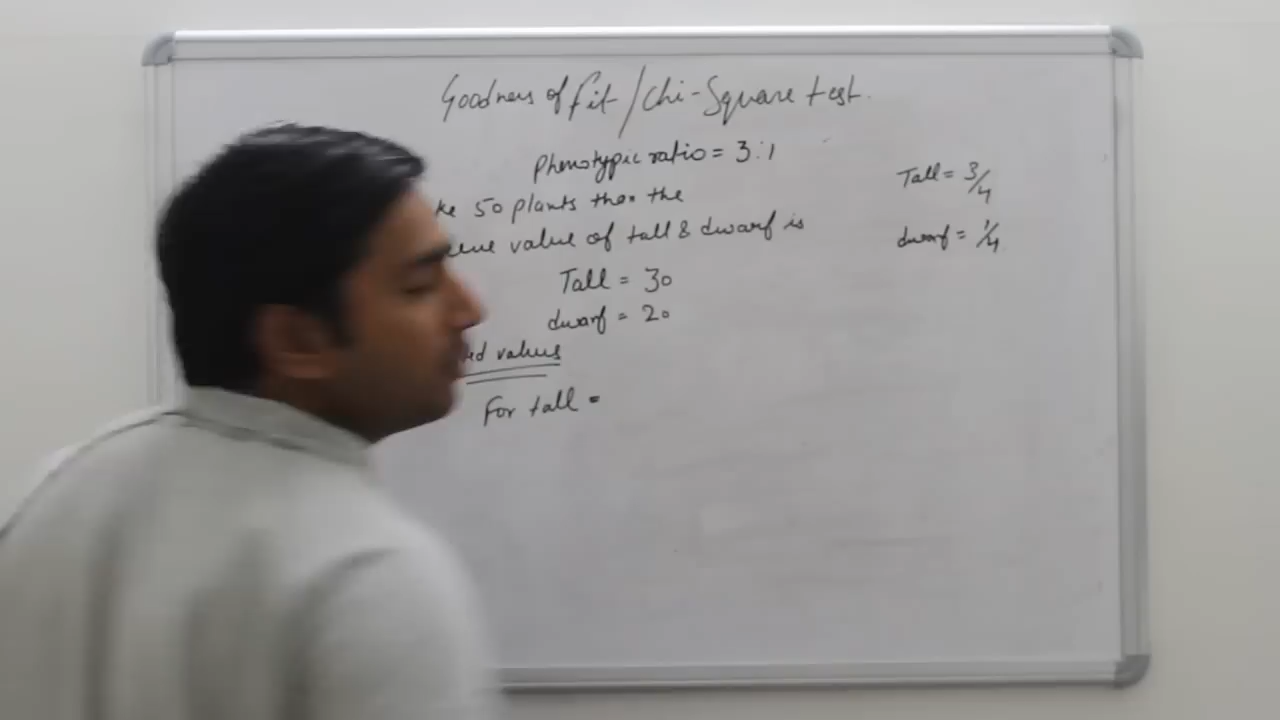 Goodness of fit / Chi-Square test.
Phenotypic ratio = 3:1
50 plants then the
value of tall & dwarf is
Tall = 30
dwarf = 20
values
For tall =
Tall = 3/4
dwarf = 1/4